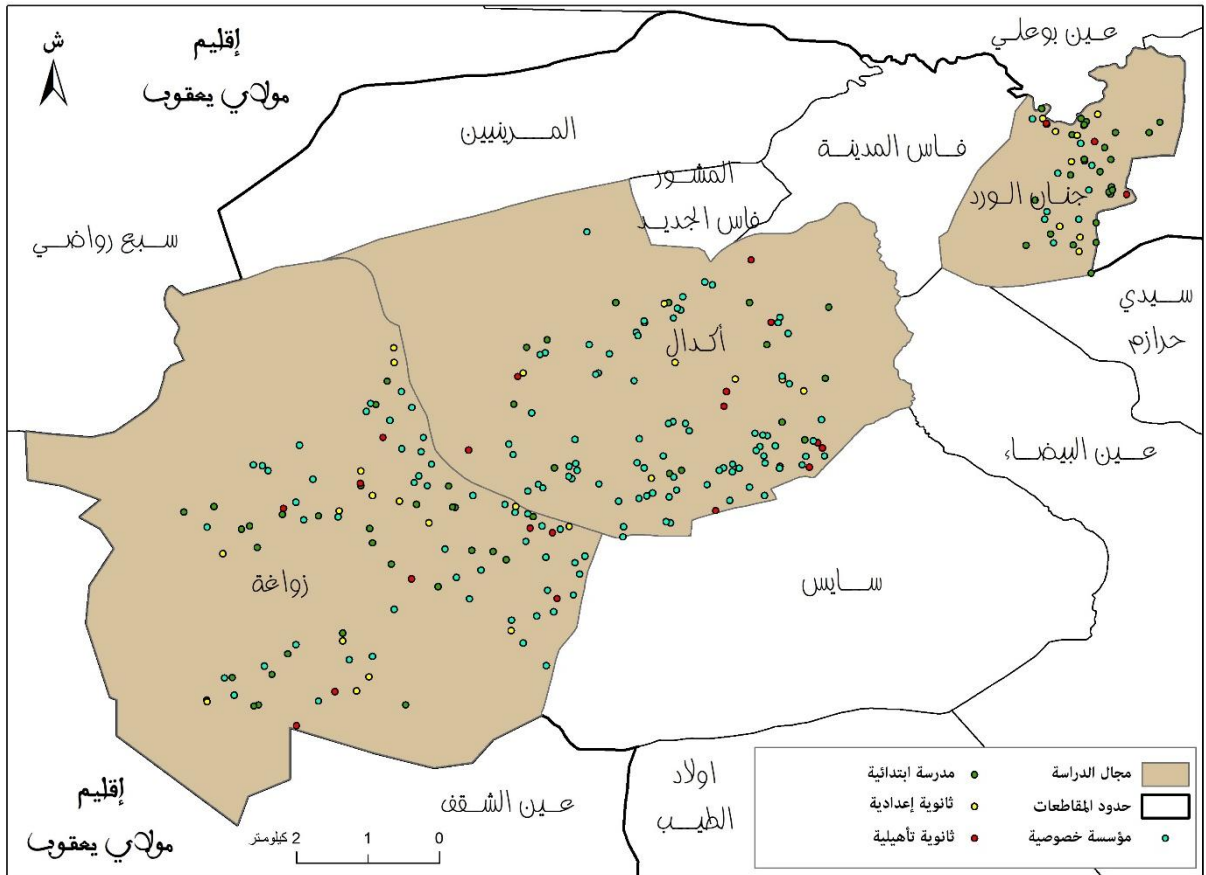 إقليم
مولاي يعقوب
ش
عين بوعلي
المرينيين
فاس المدينة
المشور
فاس الجديد
جنان الورد
سبع رواضي
سيدي
حرازم
أكدال
عين البيضاء
زواغة
سايس
إقليم
مولاي يعقوب
عين الشقف
اولاد
الطيب
2 1 0 كيلومتر
مجال الدراسة
حدود المقاطعات
مؤسسة خصوصية
مدرسة ابتدائية
ثانوية إعدادية
ثانوية تأهيلية